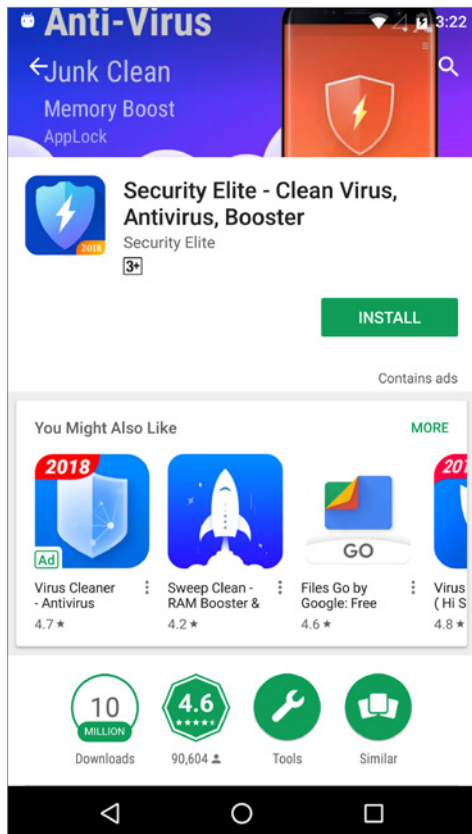 Anti-Virus
3:22
Junk Clean
Memory Boost
AppLock
2018
Security Elite - Clean Virus,
Antivirus, Booster
Security Elite
3+
INSTALL
Contains ads
You Might Also Like
MORE
2018
Ad
Virus Cleaner
- Antivirus
4.7 ★
Sweep Clean -
RAM Booster &
4.2 ★
GO
Files Go by
Google: Free
4.6 ★
201
Virus
( Hi S
4.8 ★
10
MILLION
Downloads
4.6
90,604
Tools
Similar